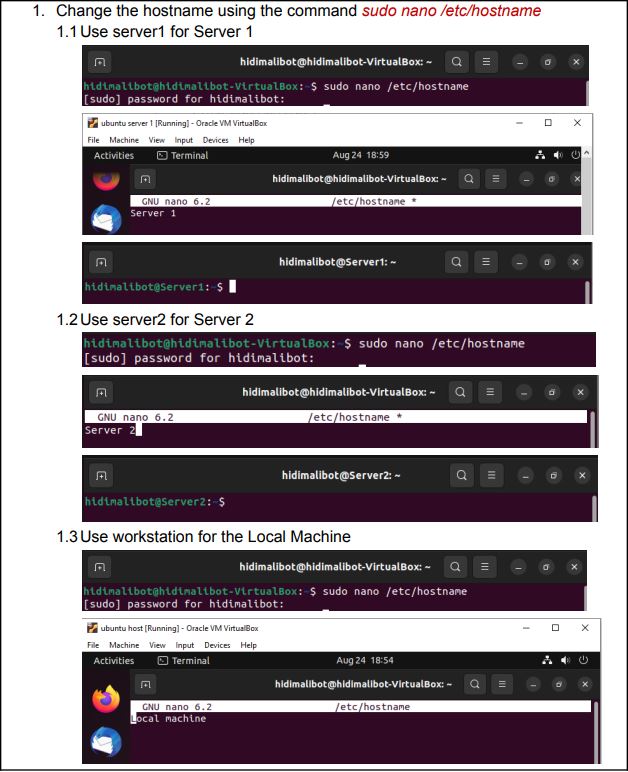 1. Change the hostname using the command sudo nano /etc/hostname
1.1 Use server1 for Server 1
hidimalibot@hidimalibot-VirtualBox: ~
hidimalibot@hidimalibot-VirtualBox:~$ sudo nano /etc/hostname
[sudo] password for hidimalibot:
ubuntu server 1 [Running] - Oracle VM VirtualBox
File Machine View Input Devices Help
Activities Terminal Aug 24 18:59
hidimalibot@hidimalibot-VirtualBox: ~
GNU nano 6.2 /etc/hostname *
Server 1
hidimalibot@Server1: ~
hidimalibot@Server1:~$
1.2 Use server2 for Server 2
hidimalibot@hidimalibot-VirtualBox:~$ sudo nano /etc/hostname
[sudo] password for hidimalibot:
hidimalibot@hidimalibot-VirtualBox: ~
GNU nano 6.2 /etc/hostname *
Server 2
hidimalibot@Server2: ~
hidimalibot@Server2:~$
1.3 Use workstation for the Local Machine
hidimalibot@hidimalibot-VirtualBox: ~
hidimalibot@hidimalibot-VirtualBox:~$ sudo nano /etc/hostname
[sudo] password for hidimalibot:
ubuntu host [Running] - Oracle VM VirtualBox
File Machine View Input Devices Help
Activities Terminal Aug 24 18:54
hidimalibot@hidimalibot-VirtualBox: ~
GNU nano 6.2 /etc/hostname
Local machine